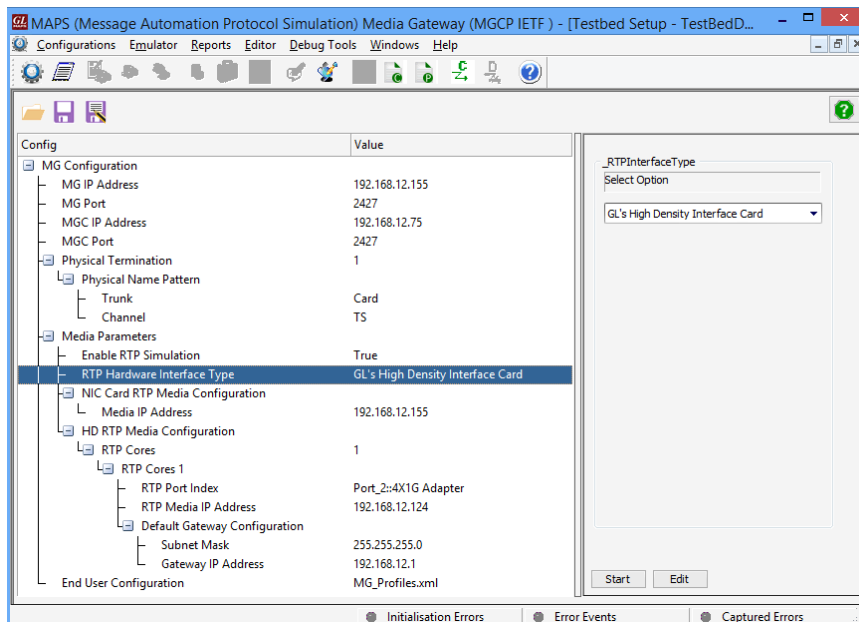 GL MAPS (Message Automation Protocol Simulation) Media Gateway (MGCP IETF ) - [Testbed Setup - TestBedD...
Configurations Emulator Reports Editor Debug Tools Windows Help
C P C D
Config Value
MG Configuration
MG IP Address 192.168.12.155
MG Port 2427
MGC IP Address 192.168.12.75
MGC Port 2427
Physical Termination 1
Physical Name Pattern
Trunk Card
Channel TS
Media Parameters
Enable RTP Simulation True
RTP Hardware Interface Type GL's High Density Interface Card
NIC Card RTP Media Configuration
Media IP Address 192.168.12.155
HD RTP Media Configuration
RTP Cores 1
RTP Cores 1
RTP Port Index Port_2::4X1G Adapter
RTP Media IP Address 192.168.12.124
Default Gateway Configuration
Subnet Mask 255.255.255.0
Gateway IP Address 192.168.12.1
End User Configuration MG_Profiles.xml
_RTPInterfaceType
Select Option
GL's High Density Interface Card
Start Edit
Initialisation Errors Error Events Captured Errors